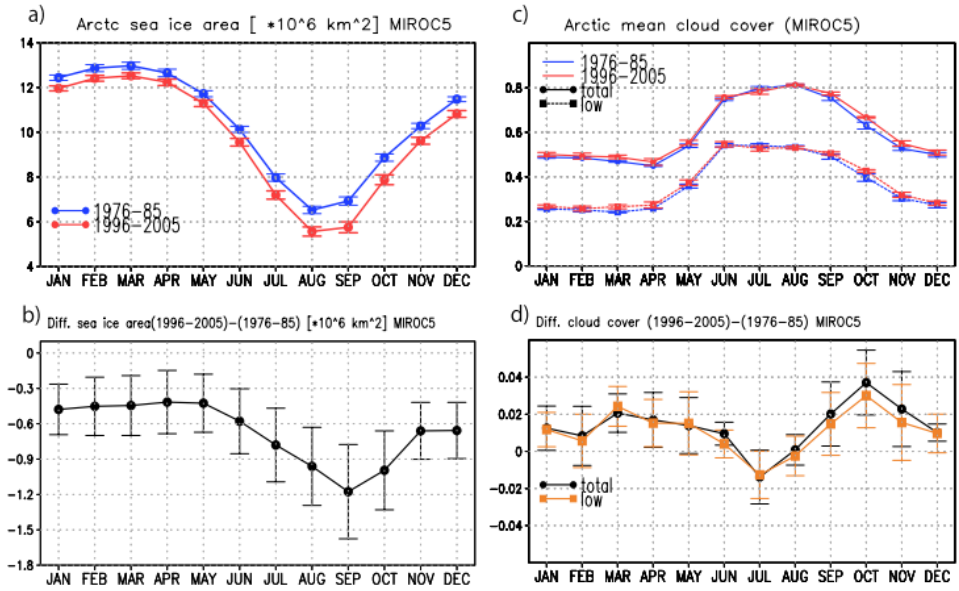 a)
Arctc sea ice area [ *10^6 km^2] MIROC5
14
12
10
8
6
4
1976-85
1996-2005
JAN FEB MAR APR MAY JUN JUL AUG SEP OCT NOV DEC
c)
Arctic mean cloud cover (MIROC5)
1976-85
1996-2005
total
low
0.8
0.6
0.4
0.2
0
JAN FEB MAR APR MAY JUN JUL AUG SEP OCT NOV DEC
b)
Diff. sea ice area(1996-2005)-(1976-85) [*10^6 km^2] MIROC5
0
-0.3
-0.6
-0.9
-1.2
-1.5
-1.8
JAN FEB MAR APR MAY JUN JUL AUG SEP OCT NOV DEC
d)
Diff. cloud cover (1996-2005)-(1976-85) MIROC5
0.04
0.02
0
-0.02
-0.04
total
low
JAN FEB MAR APR MAY JUN JUL AUG SEP OCT NOV DEC